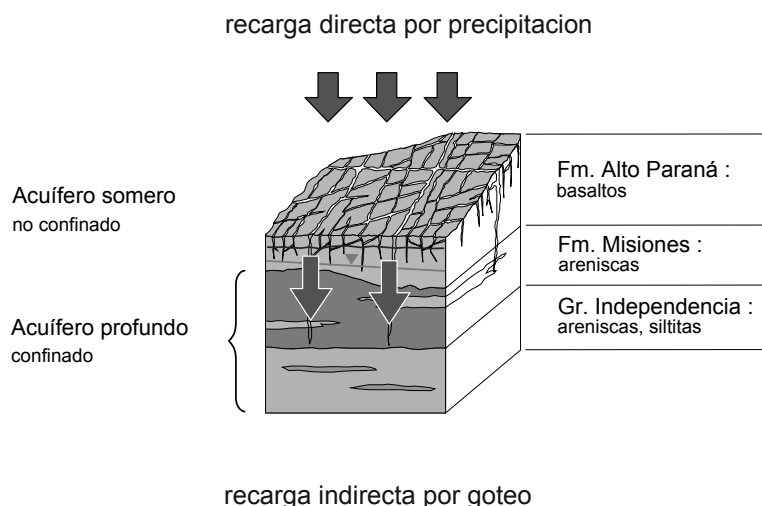 recarga directa por precipitacion
Acuífero somero
no confinado
Fm. Alto Paraná :
basaltos
Fm. Misiones :
areniscas
Gr. Independencia :
areniscas, siltitas
Acuífero profundo
confinado
recarga indirecta por goteo